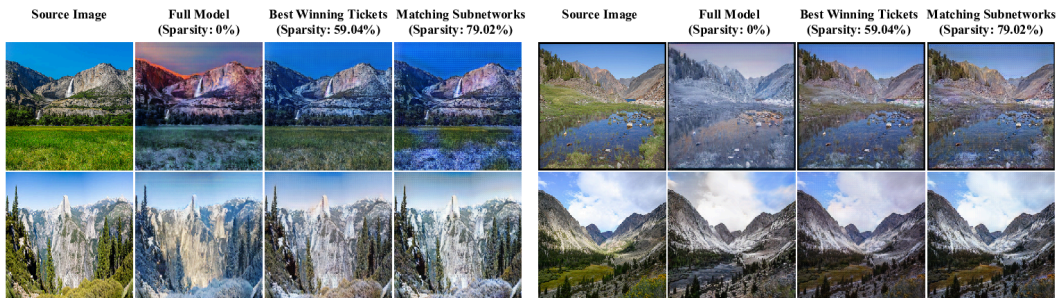 Source Image
Full Model
(Sparsity: 0%)
Best Winning Tickets
(Sparsity: 59.04%)
Matching Subnetworks
(Sparsity: 79.02%)
Source Image
Full Model
(Sparsity: 0%)
Best Winning Tickets
(Sparsity: 59.04%)
Matching Subnetworks
(Sparsity: 79.02%)